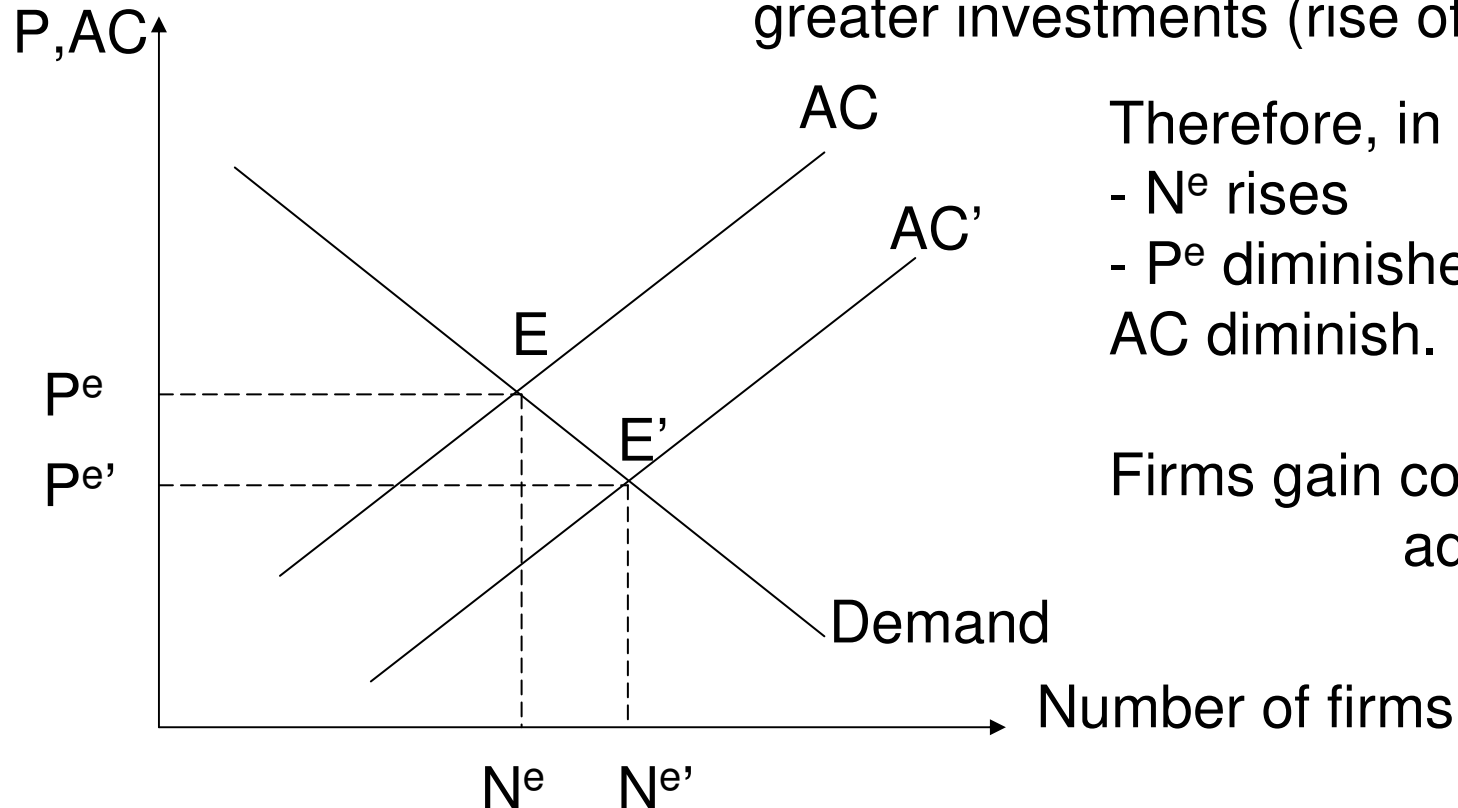 greater investments (rise of
P,AC
AC
Therefore, in
- Nᵉ rises
AC’
- Pᵉ diminishe
AC diminish.
E
Pᵉ
E’
Pᵉ’
Firms gain co
ad
Demand
Number of firms
Nᵉ Nᵉ’